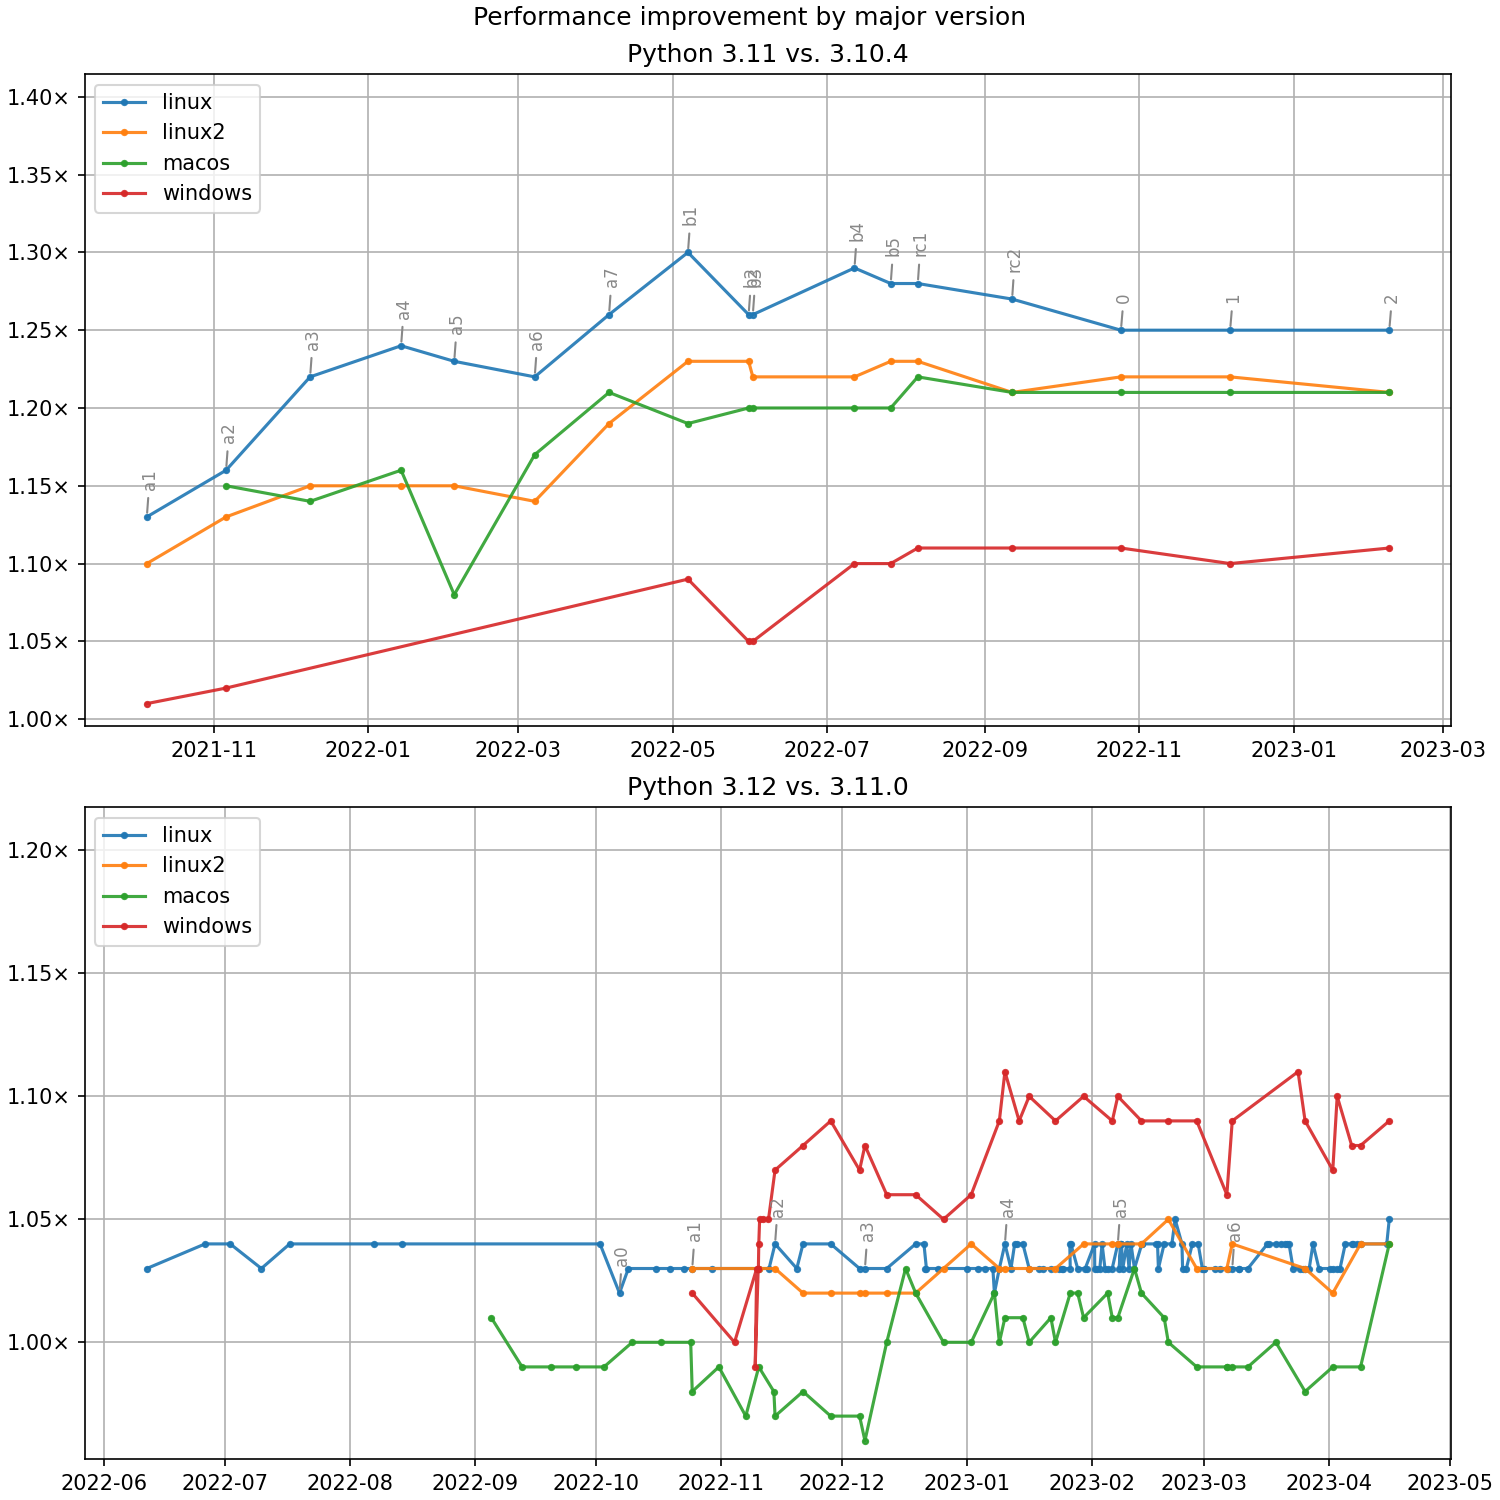 Performance improvement by major version
Python 3.11 vs. 3.10.4
1.40×
1.35×
1.30×
1.25×
1.20×
1.15×
1.10×
1.05×
1.00×
linux
linux2
macos
windows
a1
a2
a3
a4
a5
a6
a7
b1
b4
b5
rc1
rc2
0
1
2
2021-11
2022-01
2022-03
2022-05
2022-07
2022-09
2022-11
2023-01
2023-03
Python 3.12 vs. 3.11.0
1.20×
1.15×
1.10×
1.05×
1.00×
linux
linux2
macos
windows
a0
a1
a2
a3
a4
a5
a6
2022-06
2022-07
2022-08
2022-09
2022-10
2022-11
2022-12
2023-01
2023-02
2023-03
2023-04
2023-05